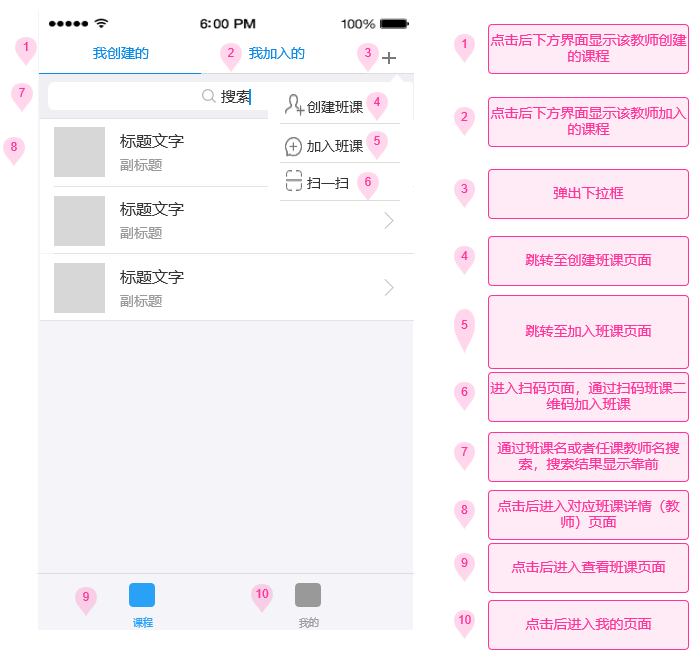 6:00 PM
100%
1
我创建的
2
我加入的
3
7
搜索
创建班课
4
加入班课
5
扫一扫
6
8
标题文字
副标题
标题文字
副标题
标题文字
副标题
9
课程
10
我的
1
点击后下方界面显示该教师创建
的课程
2
点击后下方界面显示该教师加入
的课程
3
弹出下拉框
4
跳转至创建班课页面
5
跳转至加入班课页面
6
进入扫码页面，通过扫码班课二
维码加入班课
7
通过班课名或者任课教师名搜
索，搜索结果显示靠前
8
点击后进入对应班课详情（教
师）页面
9
点击后进入查看班课页面
10
点击后进入我的页面